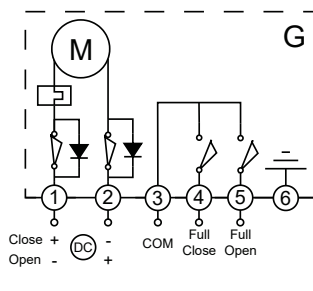 G
M
1 2 3 4 5 6
Close + DC - COM Full Close Full Open
Open - +